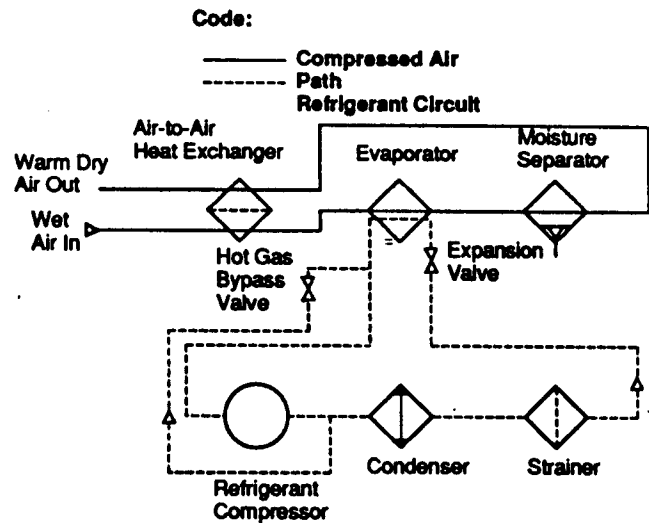 Code:
Compressed Air
Path
Refrigerant Circuit
Air-to-Air
Heat Exchanger
Evaporator
Moisture
Separator
Warm Dry
Air Out
Wet
Air In
Hot Gas
Bypass
Valve
Expansion
Valve
Condenser
Strainer
Refrigerant
Compressor